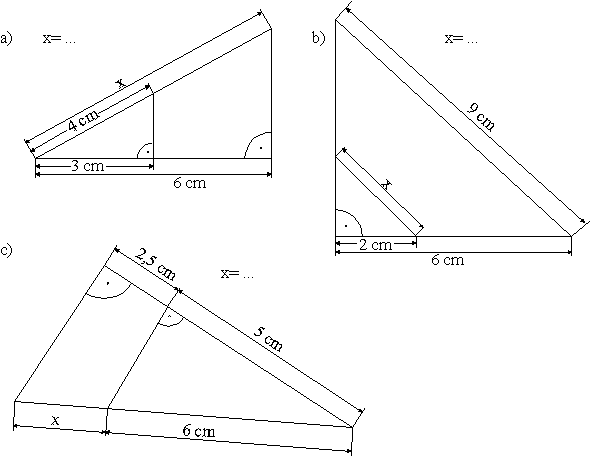 a) x= ...
x
4 cm
3 cm
6 cm
b) x= ...
9 cm
x
2 cm
6 cm
c) x= ...
2,5 cm
5 cm
x
6 cm